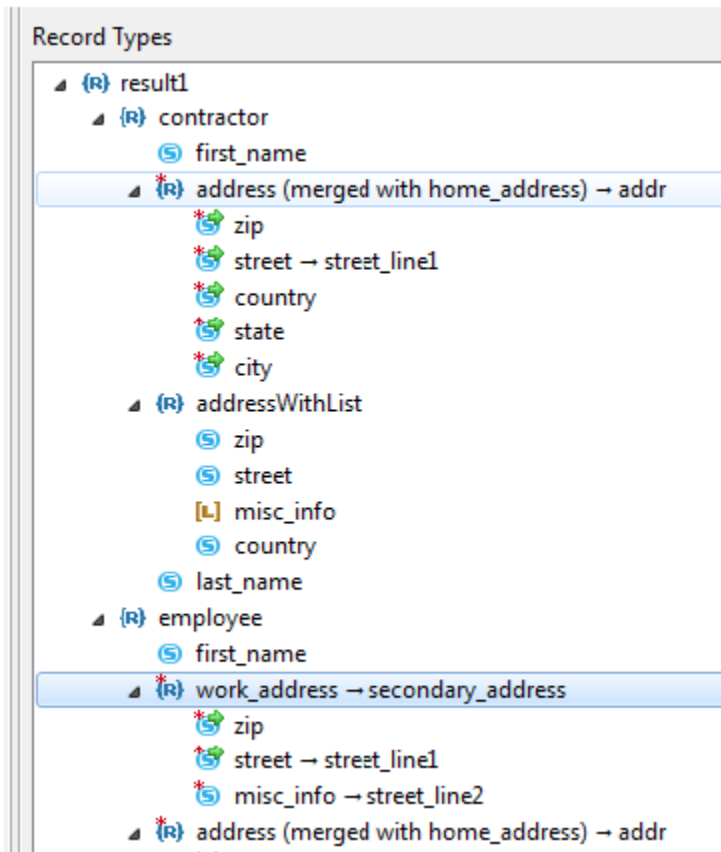 Record Types
{R} result1
{R} contractor
S first_name
*{R} address (merged with home_address) → addr
*S zip
*S street → street_line1
*S country
*S state
*S city
{R} addressWithList
S zip
S street
[L] misc_info
S country
S last_name
{R} employee
S first_name
*{R} work_address → secondary_address
*S zip
*S street → street_line1
*S misc_info → street_line2
*{R} address (merged with home_address) → addr